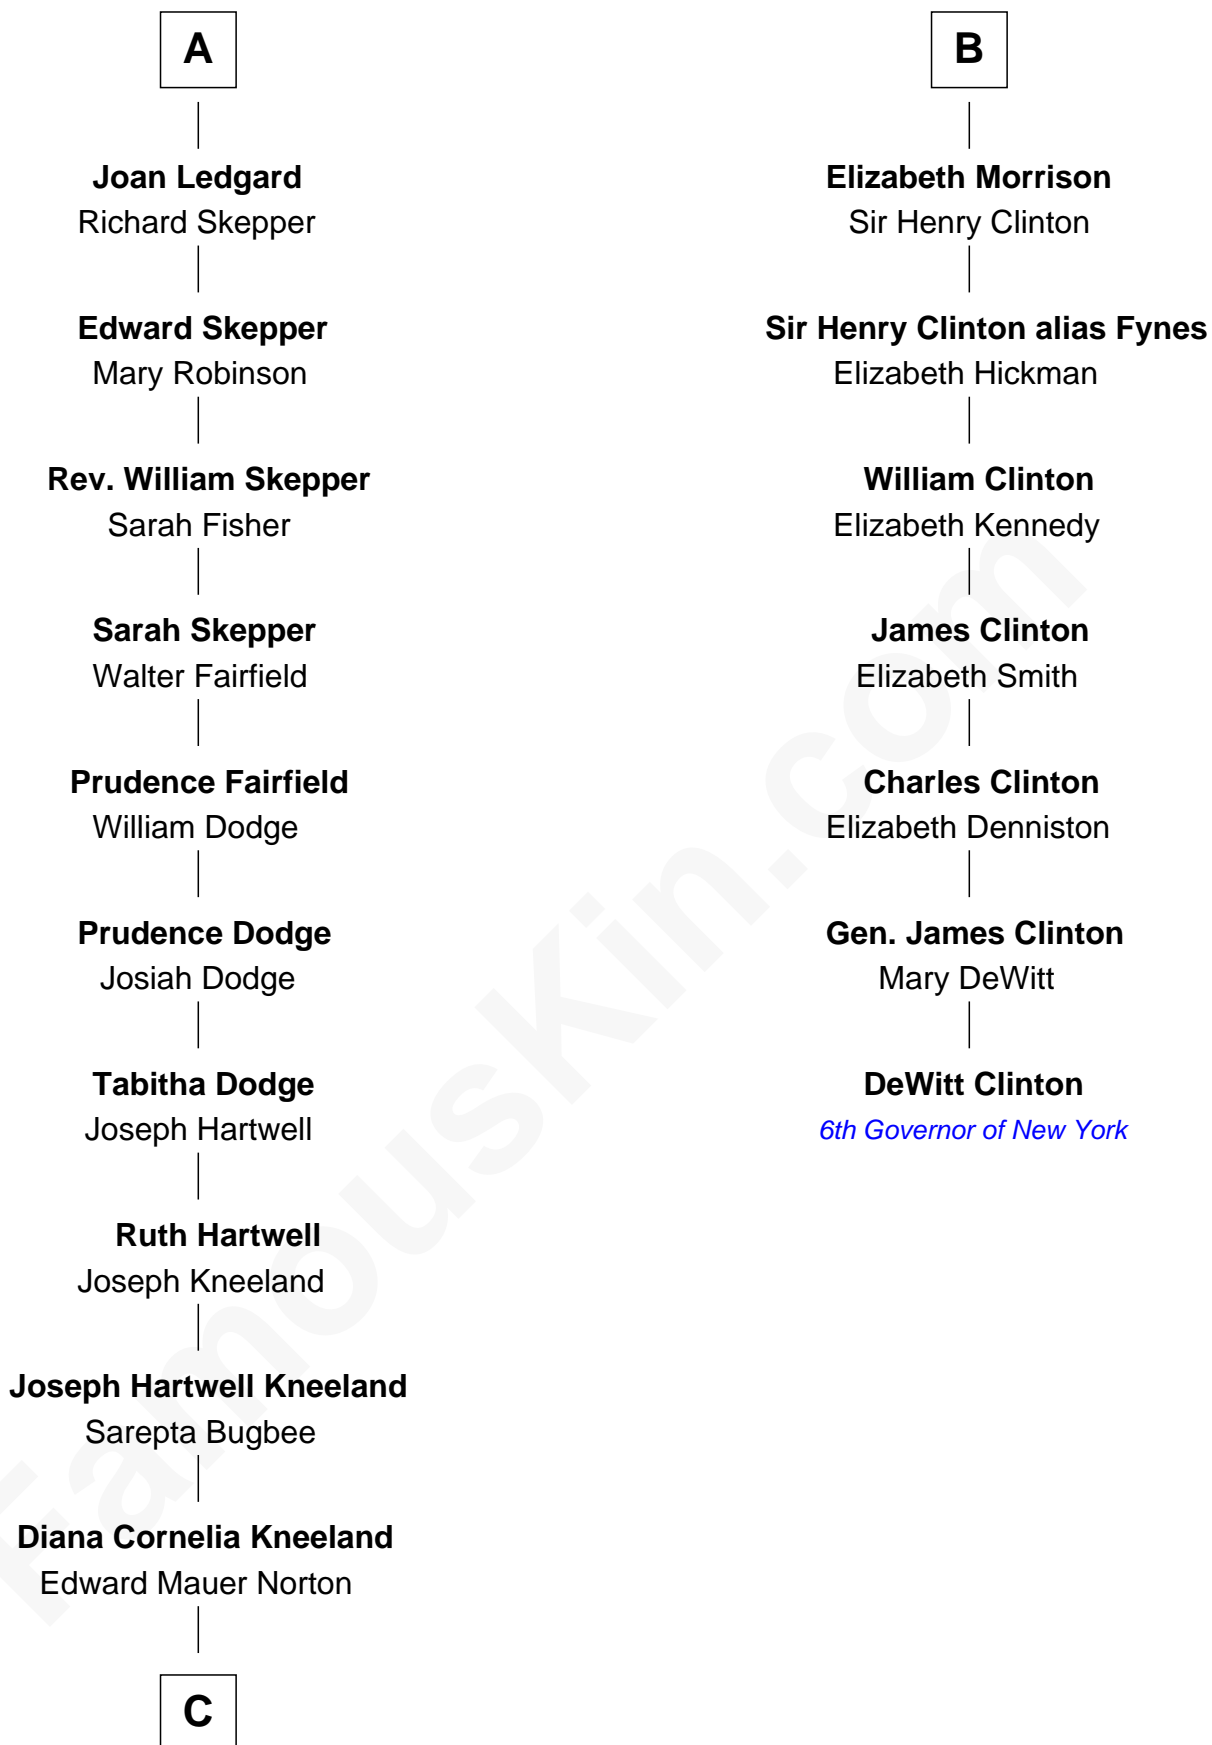 A
Joan Ledgard
Richard Skepper
Edward Skepper
Mary Robinson
Rev. William Skepper
Sarah Fisher
Sarah Skepper
Walter Fairfield
Prudence Fairfield
William Dodge
Prudence Dodge
Josiah Dodge
Tabitha Dodge
Joseph Hartwell
Ruth Hartwell
Joseph Kneeland
Joseph Hartwell Kneeland
Sarepta Bugbee
Diana Cornelia Kneeland
Edward Mauer Norton
C
B
Elizabeth Morrison
Sir Henry Clinton
Sir Henry Clinton alias Fynes
Elizabeth Hickman
William Clinton
Elizabeth Kennedy
James Clinton
Elizabeth Smith
Charles Clinton
Elizabeth Denniston
Gen. James Clinton
Mary DeWitt
DeWitt Clinton
6th Governor of New York
FamousKin.com